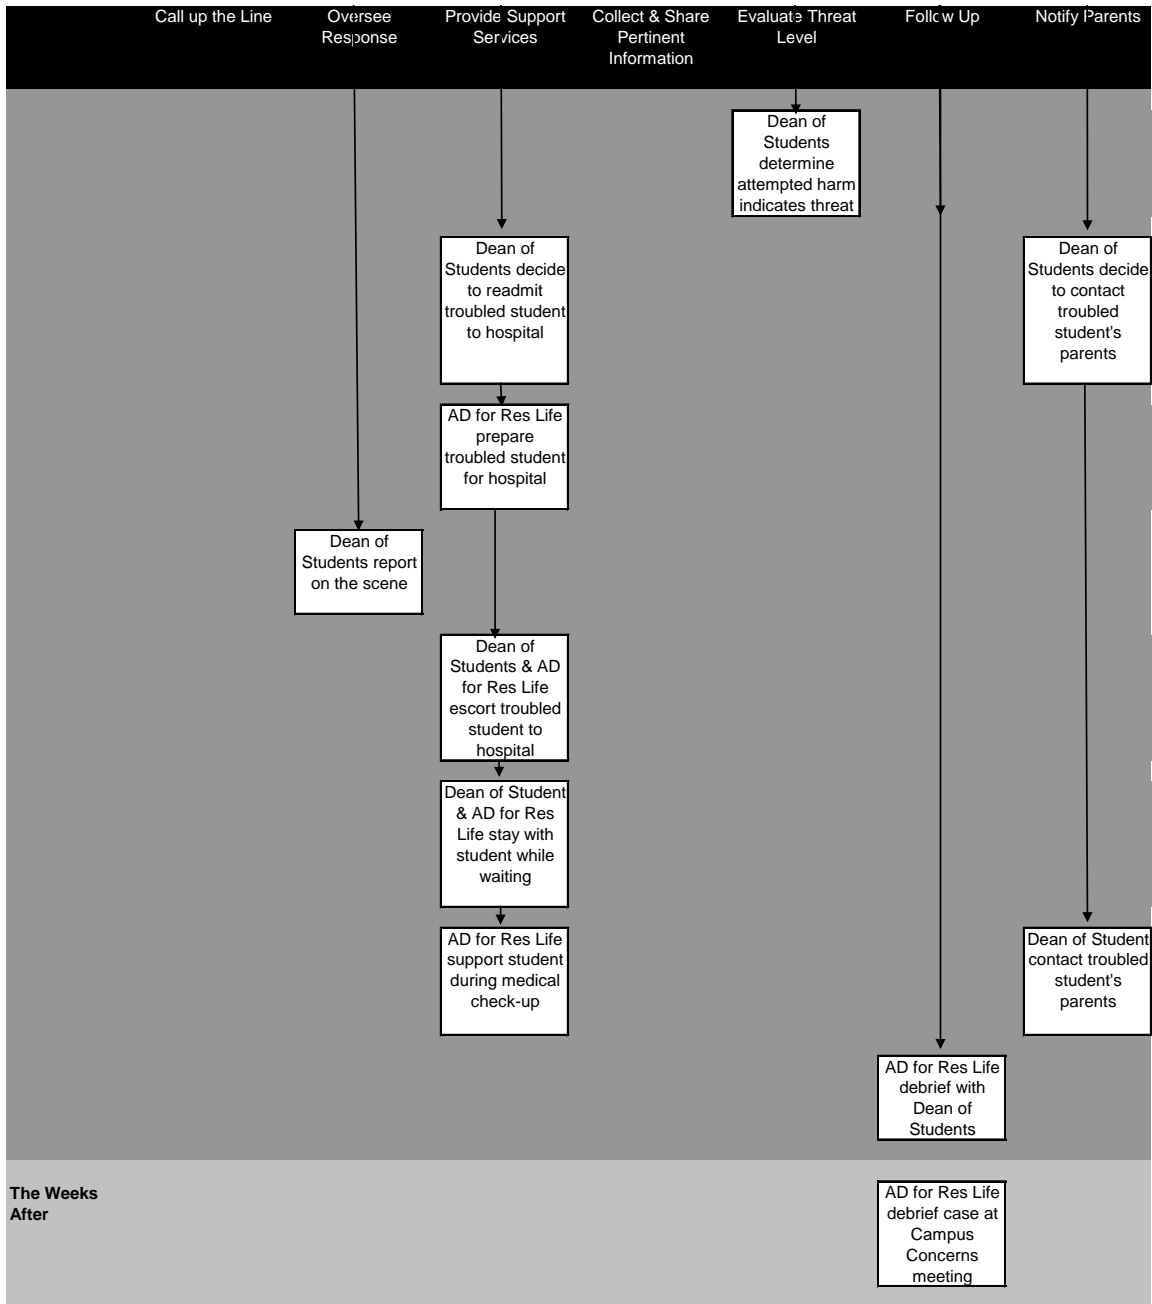 Call up the Line
Oversee
Response
Provide Support
Services
Collect & Share
Pertinent
Information
Evaluate Threat
Level
Follow Up
Notify Parents
Dean of
Students
determine
attempted harm
indicates threat
Dean of
Students decide
to readmit
troubled student
to hospital
Dean of
Students decide
to contact
troubled
student's
parents
AD for Res Life
prepare
troubled student
for hospital
Dean of
Students report
on the scene
Dean of
Students & AD
for Res Life
escort troubled
student to
hospital
Dean of Student
& AD for Res
Life stay with
student while
waiting
AD for Res Life
support student
during medical
check-up
Dean of Student
contact troubled
student's
parents
AD for Res Life
debrief with
Dean of
Students
The Weeks
After
AD for Res Life
debrief case at
Campus
Concerns
meeting